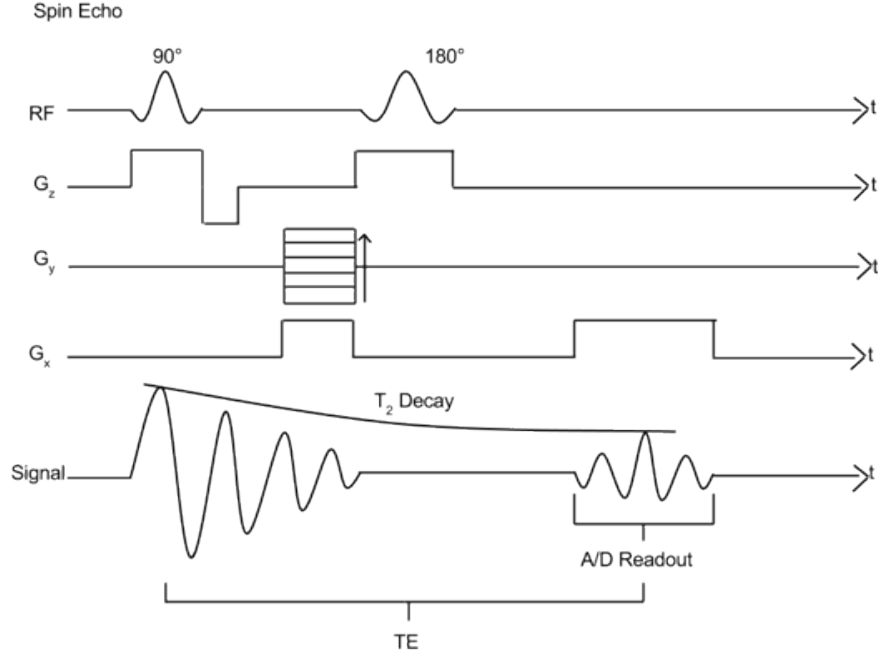 Spin Echo
90°
180°
RF
t
G_z
t
G_y
t
G_x
t
T_2 Decay
Signal
t
A/D Readout
TE